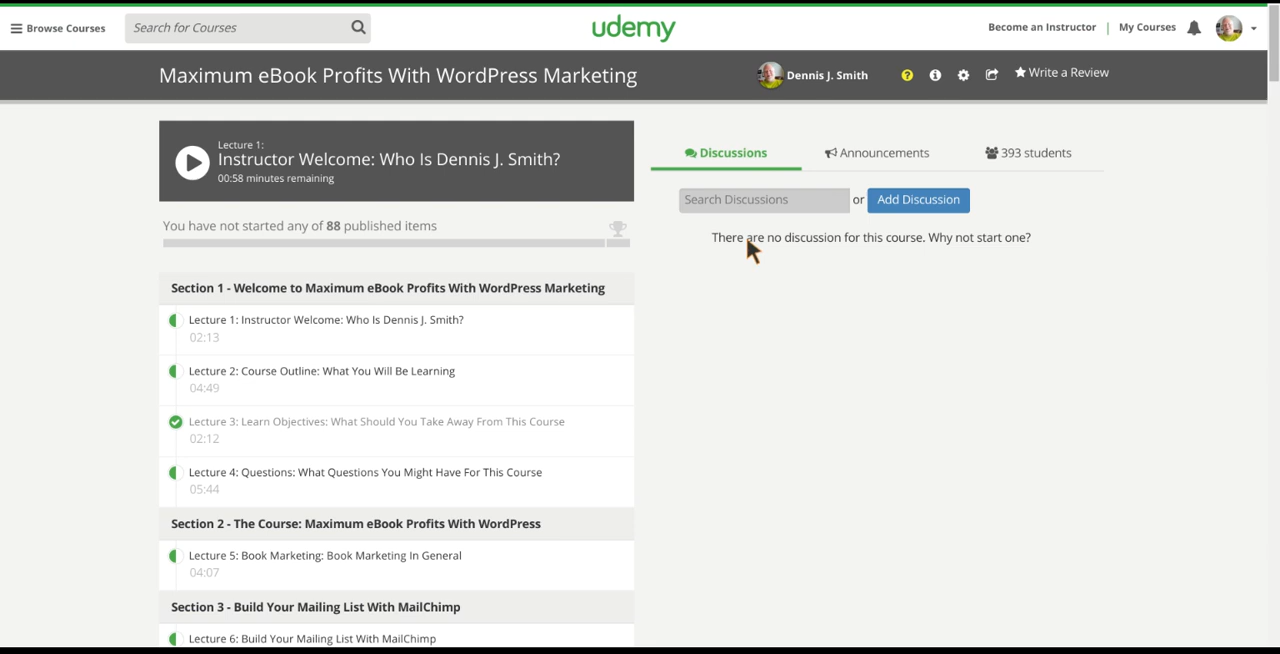 Browse Courses
Search for Courses
udemy
Become an Instructor | My Courses
Maximum eBook Profits With WordPress Marketing
Dennis J. Smith
?
Write a Review
Lecture 1:
Instructor Welcome: Who Is Dennis J. Smith?
00:58 minutes remaining
You have not started any of 88 published items
Discussions
Announcements
393 students
Search Discussions or Add Discussion
There are no discussion for this course. Why not start one?
Section 1 - Welcome to Maximum eBook Profits With WordPress Marketing
Lecture 1: Instructor Welcome: Who Is Dennis J. Smith?
02:13
Lecture 2: Course Outline: What You Will Be Learning
04:49
Lecture 3: Learn Objectives: What Should You Take Away From This Course
02:12
Lecture 4: Questions: What Questions You Might Have For This Course
05:44
Section 2 - The Course: Maximum eBook Profits With WordPress
Lecture 5: Book Marketing: Book Marketing In General
04:07
Section 3 - Build Your Mailing List With MailChimp
Lecture 6: Build Your Mailing List With MailChimp